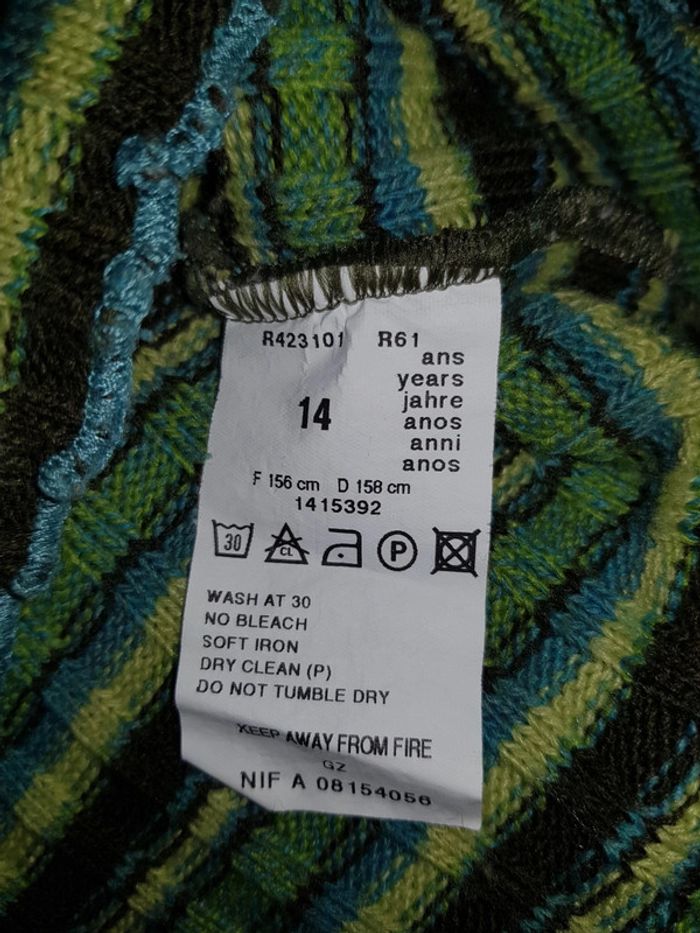 R423101 R61
ans
years
jahre
14 anos
anni
anos
F 156 cm D 158 cm
1415392
30 CL P
WASH AT 30
NO BLEACH
SOFT IRON
DRY CLEAN (P)
DO NOT TUMBLE DRY
KEEP AWAY FROM FIRE
GZ
NIF A 08154056